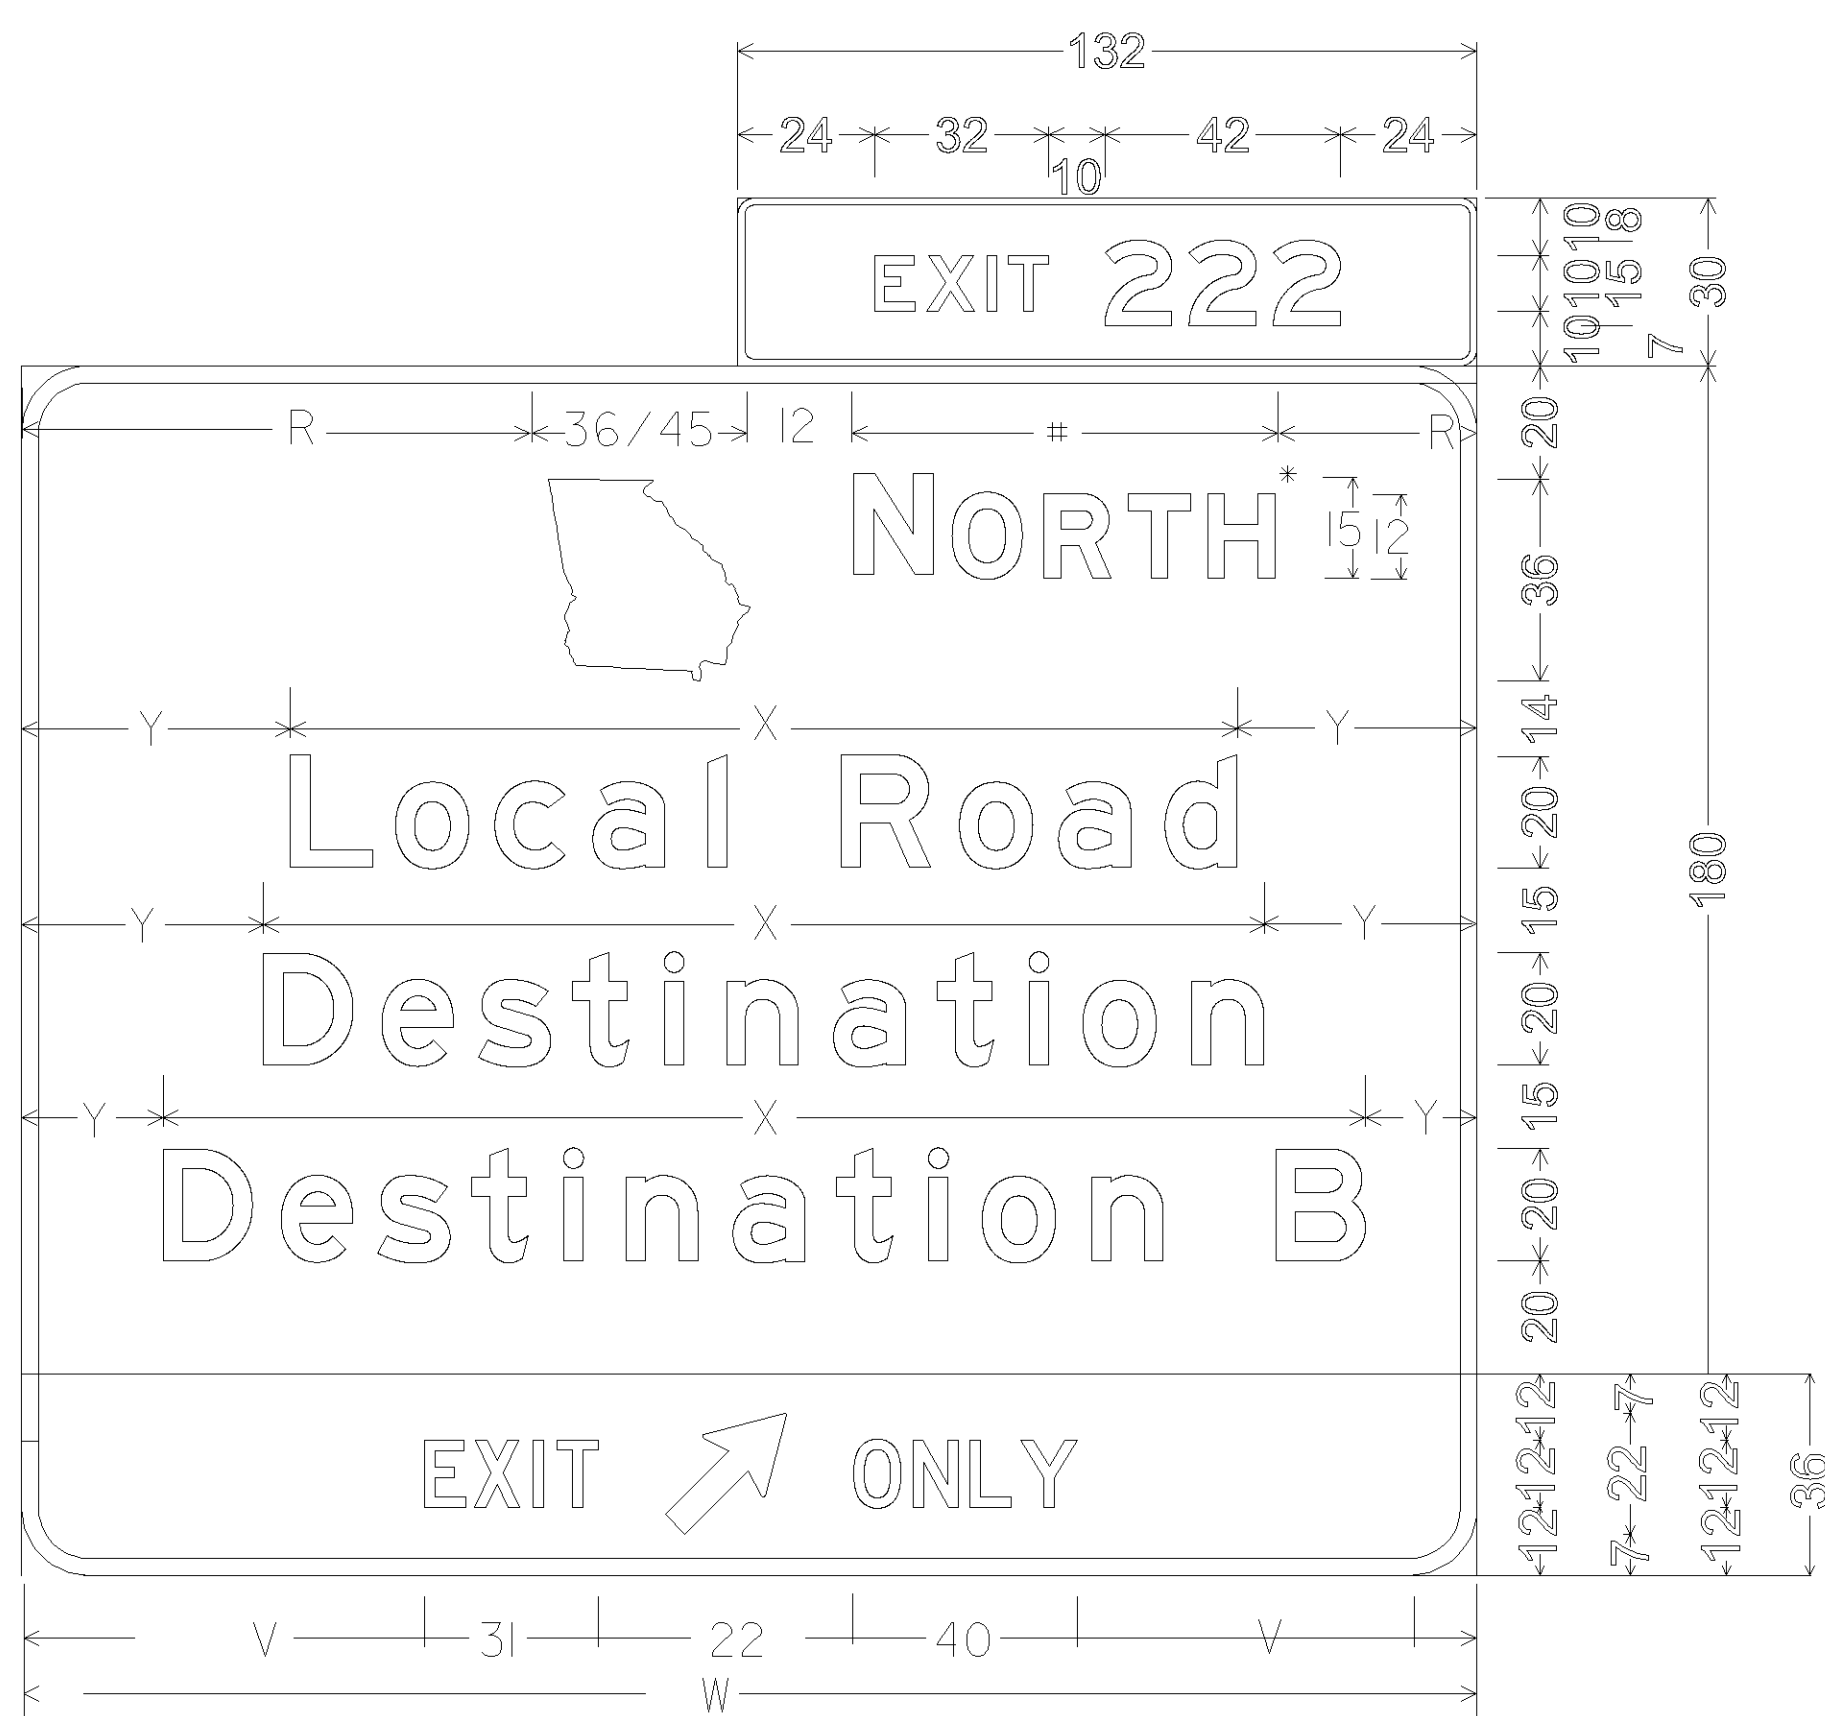 132
24 32 10 42 24
EXIT 222
10 10 10
8 15 7
30
R 36/45 12 # R
NORTH*
15 12
20
36
14
Y X Y
Local Road
20
15
Y X Y
Destination
20
15
Y X Y
Destination B
20
20
180
EXIT ONLY
12 12 12
7 22 7
12 12 12
36
V 31 22 40 V
W